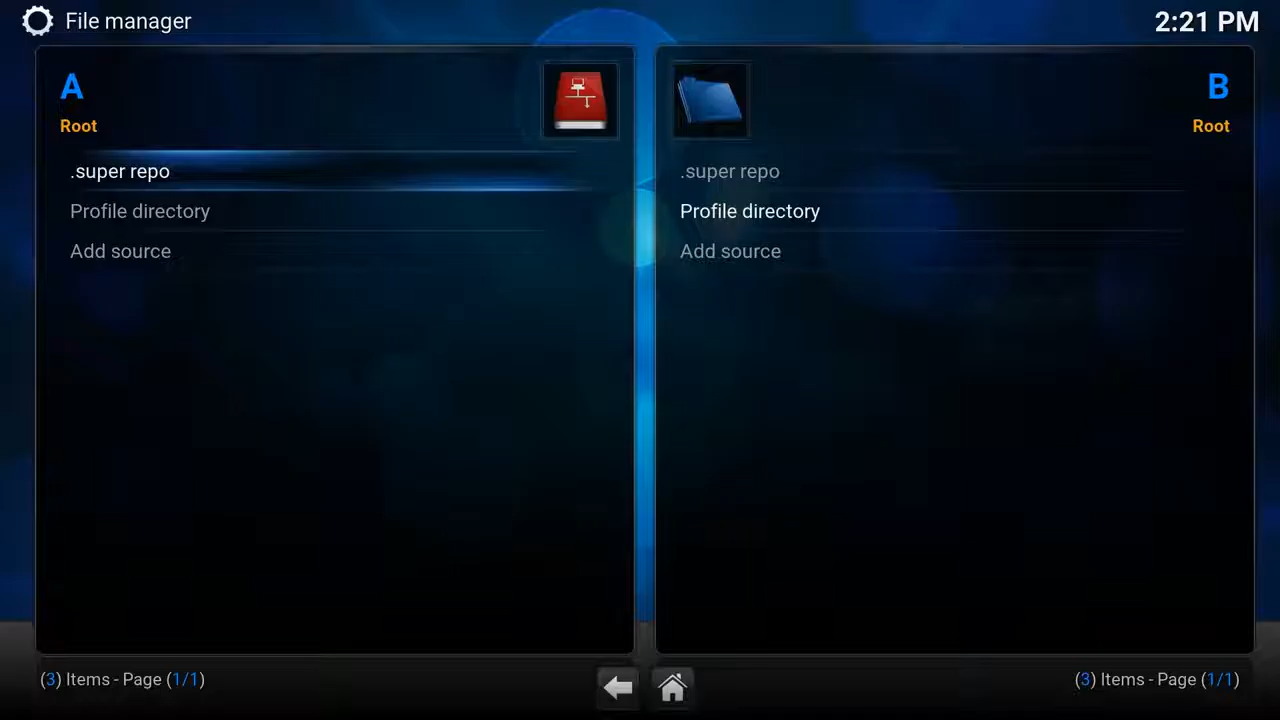 File manager
2:21 PM
A
Root
.super repo
Profile directory
Add source
B
Root
.super repo
Profile directory
Add source
(3) Items - Page (1/1)
(3) Items - Page (1/1)